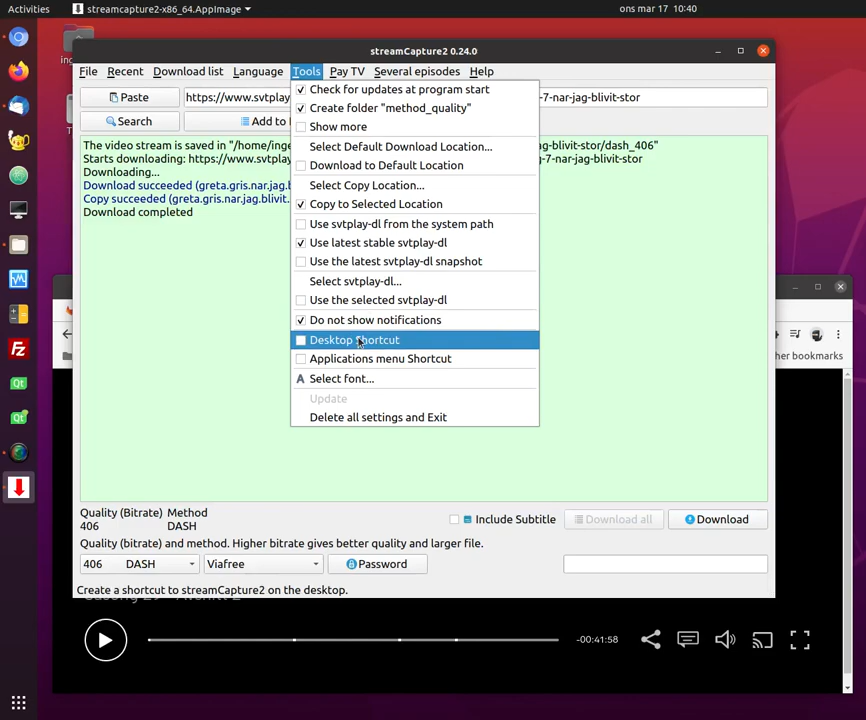 Activities
streamCapture2-x86_64.AppImage
ons mar 17 10:40
streamCapture2 0.24.0
File Recent Download list Language Tools Pay TV Several episodes Help
Paste
https://www.svtplay
-7-nar-jag-blivit-stor
Search
Add to
The video stream is saved in "/home/inge
g-blivit-stor/dash_406"
Starts downloading: https://www.svtplay
jag-7-nar-jag-blivit-stor
Downloading...
Download succeeded (greta.gris.nar.jag.b
Copy succeeded (greta.gris.nar.jag.blivit.
Download completed
Check for updates at program start
Create folder "method_quality"
Show more
Select Default Download Location...
Download to Default Location
Select Copy Location...
Copy to Selected Location
Use svtplay-dl from the system path
Use latest stable svtplay-dl
Use the latest svtplay-dl snapshot
Select svtplay-dl...
Use the selected svtplay-dl
Do not show notifications
Desktop Shortcut
Applications menu Shortcut
A Select font...
Update
Delete all settings and Exit
her bookmarks
Quality (Bitrate) Method
406 DASH
Include Subtitle
Download all
Download
Quality (bitrate) and method. Higher bitrate gives better quality and larger file.
406 DASH
Viafree
Password
Create a shortcut to streamCapture2 on the desktop.
-00:41:58